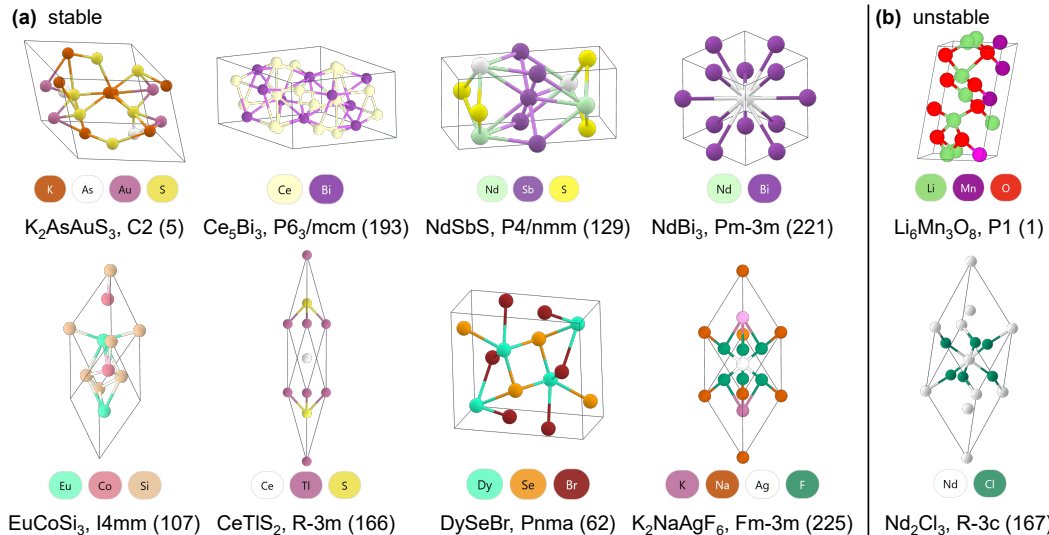 (a) stable
(b) unstable
K As Au S
Ce Bi
Nd Sb S
Nd Bi
Li Mn O
K₂AsAuS₃, C2 (5)
Ce₅Bi₃, P6₃/mcm (193)
NdSbS, P4/nmm (129)
NdBi₃, Pm-3m (221)
Li₆Mn₃O₈, P1 (1)
Eu Co Si
Ce Tl S
Dy Se Br
K Na Ag F
Nd Cl
EuCoSi₃, I4mm (107)
CeTlS₂, R-3m (166)
DySeBr, Pnma (62)
K₂NaAgF₆, Fm-3m (225)
Nd₂Cl₃, R-3c (167)